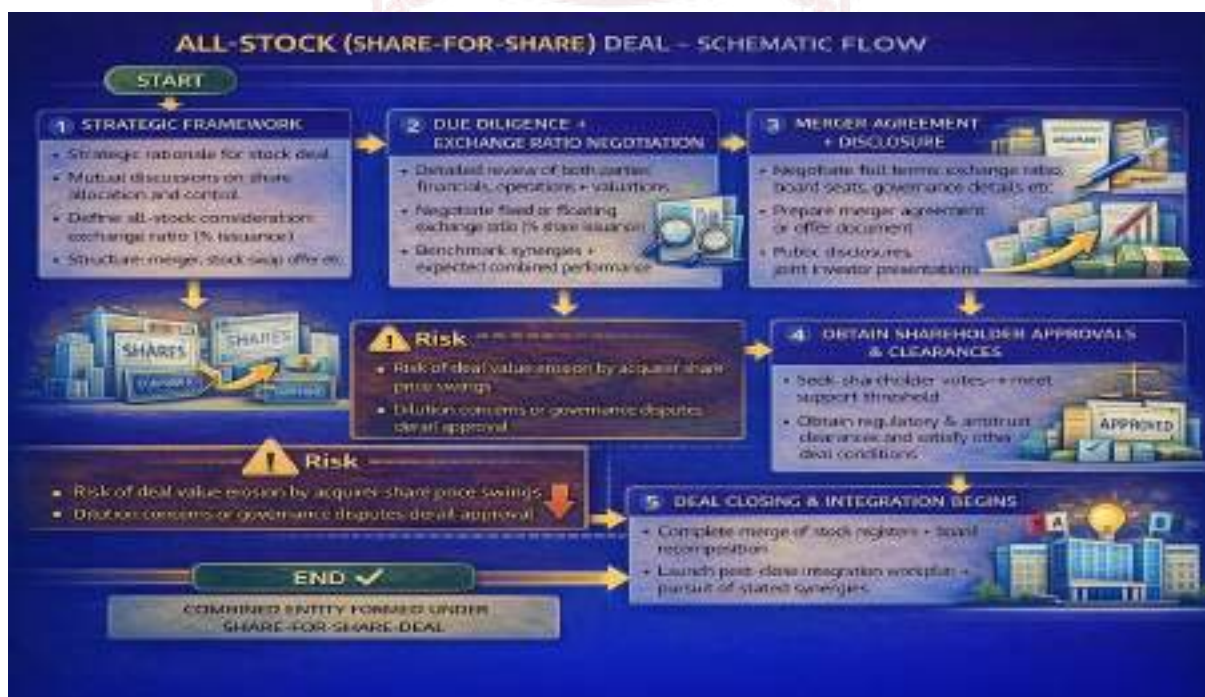 ALL-STOCK (SHARE-FOR-SHARE) DEAL – SCHEMATIC FLOW
START
1 STRATEGIC FRAMEWORK
• Strategic rationale for stock deal
• Mutual discussions on share
allocation and control
• Define all-stock consideration:
exchange ratio (% issuance)
• Structure: merger, stock swap offer etc.
2 DUE DILIGENCE +
EXCHANGE RATIO NEGOTIATION
• Detailed review of both parties
financials, operations + valuations
• Negotiate fixed or floating
exchange ratio (% share issuance)
• Benchmark synergies +
expected combined performance
3 MERGER AGREEMENT
+ DISCLOSURE
• Negotiate full terms: exchange ratio,
board seats, governance details etc
• Prepare merger agreement
or offer document
• Public disclosures,
joint investor presentations
SHARES
SHARES
Risk
• Risk of deal value erosion by acquirer share
price swings
• Dilution concerns or governance disputes
derail approval
4 OBTAIN SHAREHOLDER APPROVALS
& CLEARANCES
• Seek shareholder votes → meet
support threshold
• Obtain regulatory & antitrust
clearances and satisfy other
deal conditions
APPROVED
Risk
• Risk of deal value erosion by acquirer share price swings
• Dilution concerns or governance disputes derail approval
5 DEAL CLOSING & INTEGRATION BEGINS
• Complete merge of stock registers + board
recomposition
• Launch post-close integration workplan +
pursuit of stated synergies
END ✓
COMBINED ENTITY FORMED UNDER
SHARE-FOR-SHARE-DEAL